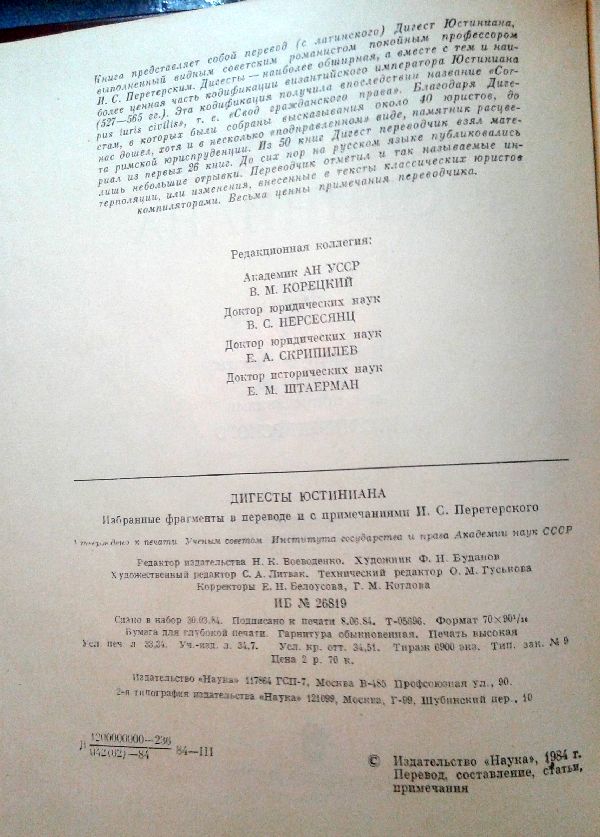 Книга представляет собой перевод (с латинского) Дигест Юстиниана,
выполненный видным советским романистом покойным профессором
И. С. Перетерским. Дигесты — наиболее обширная, а вместе с тем и наи-
более ценная часть кодификации византийского императора Юстиниана
(527—565 гг.). Эта кодификация получила впоследствии название «Cor-
pus iuris civilis», т. е. «Свод гражданского права». Благодаря Диге-
стам, в которых были собраны высказывания около 40 юристов, до
нас дошел, хотя и в несколько «подправленном» виде, памятник расцве-
та римской юриспруденции. Из 50 книг Дигест переводчик взял мате-
риал из первых 26 книг. До сих пор на русском языке публиковались
лишь небольшие отрывки. Переводчик отметил и так называемые ин-
терполяции, или изменения, внесенные в тексты классических юристов
компиляторами. Весьма ценны примечания переводчика.
Редакционная коллегия:
Академик АН УССР
В. М. КОРЕЦКИЙ
Доктор юридических наук
В. С. НЕРСЕСЯНЦ
Доктор юридических наук
Е. А. СКРИПИЛЕВ
Доктор исторических наук
Е. М. ШТАЕРМАН
ДИГЕСТЫ ЮСТИНИАНА
Избранные фрагменты в переводе и с примечаниями И. С. Перетерского
Утверждено к печати Ученым советом Института государства и права Академии наук СССР
Редактор издательства Н. К. Воеводенко. Художник Ф. Н. Буданов
Художественный редактор С. А. Литвак. Технический редактор О. М. Гуськова
Корректоры Е. Н. Белоусова, Г. М. Котлова
ИБ № 26819
Сдано в набор 30.03.84. Подписано к печати 8.06.84. Т-05696. Формат 70×90¹/₁₆
Бумага для глубокой печати. Гарнитура обыкновенная. Печать высокая
Усл. печ. л 33,34. Уч.-изд. л. 34,7. Усл. кр. отт. 34,51. Тираж 6900 экз. Тип. зак. № 9
Цена 2 р. 70 к.
Издательство «Наука» 117864 ГСП-7, Москва В-485 Профсоюзная ул., 90.
2-я типография издательства «Наука» 121099, Москва, Г-99, Шубинский пер., 10
Д 1200000000—236
042(02)—84 84—III
© Издательство «Наука», 1984 г.
Перевод, составление, статьи,
примечания